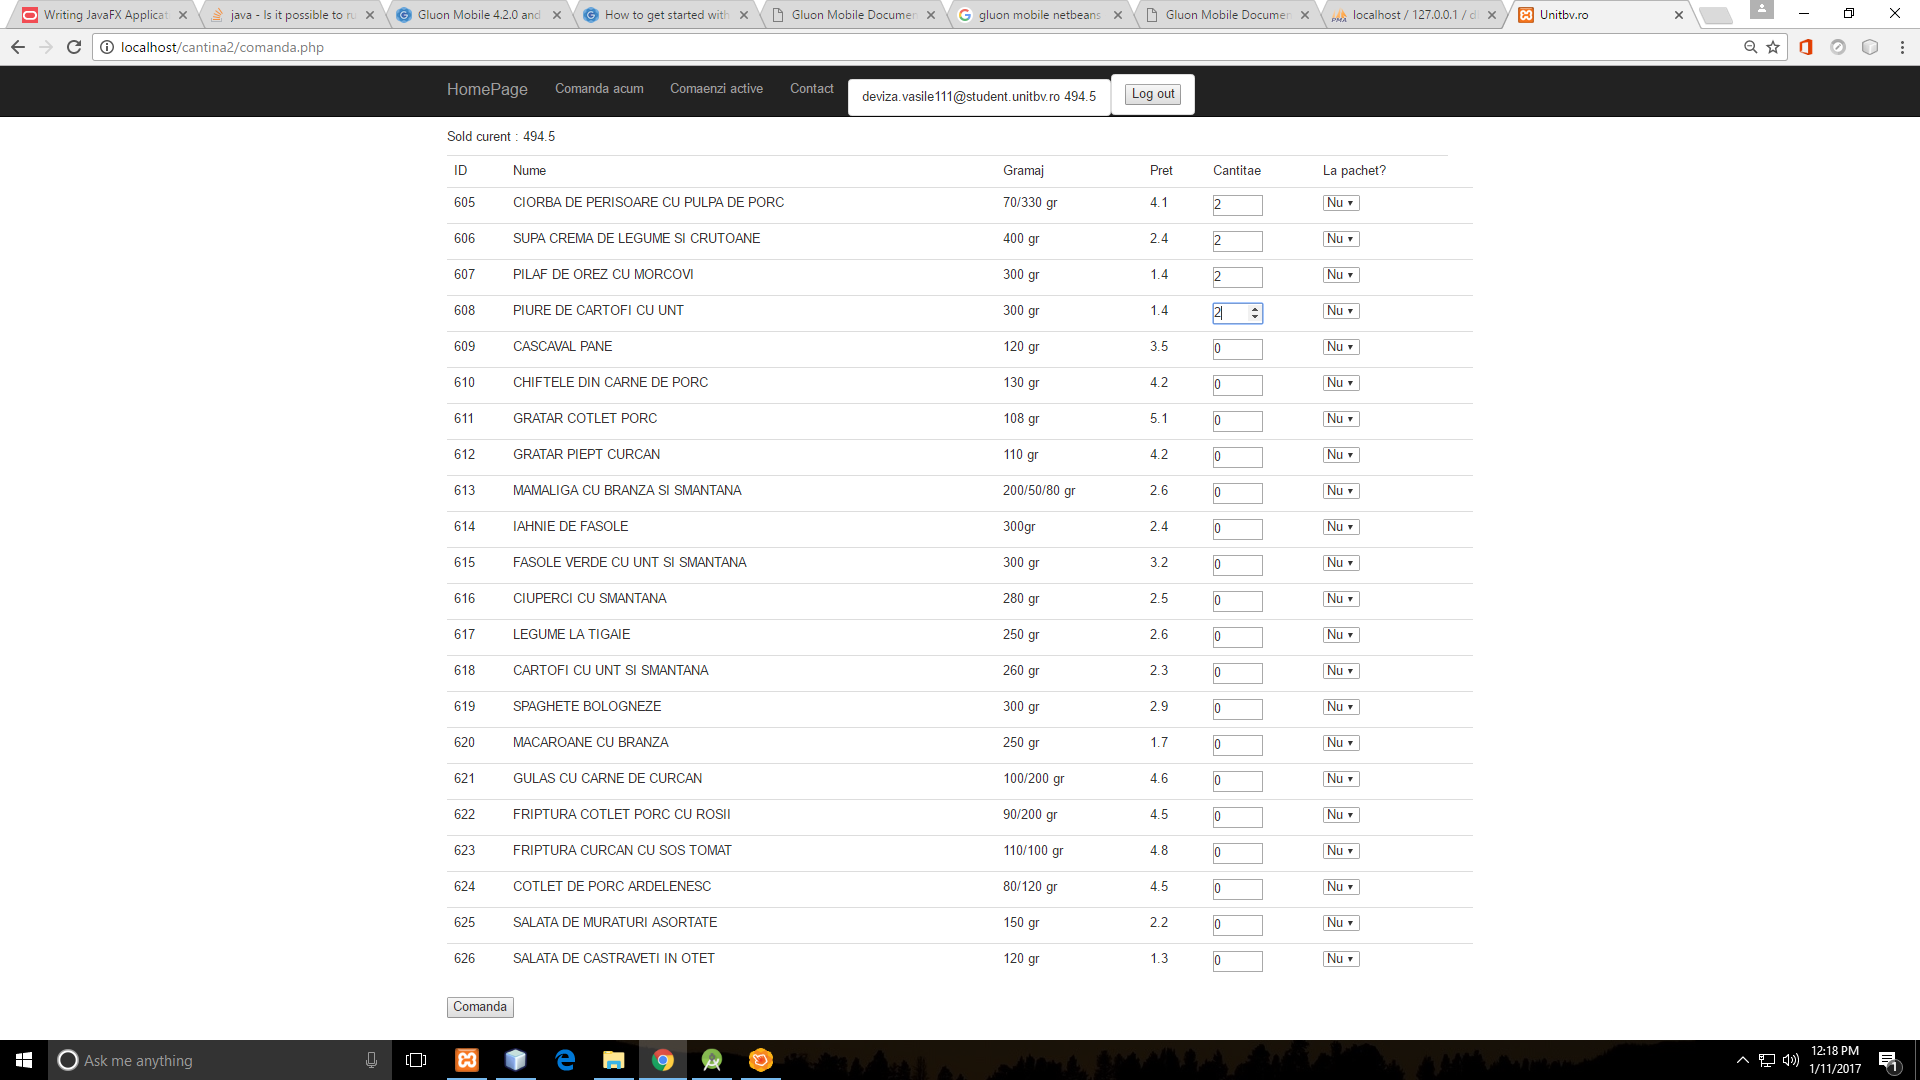 Writing JavaFX Applicat
java - Is it possible to ru
Gluon Mobile 4.2.0 and
How to get started with
Gluon Mobile Documen
gluon mobile netbeans
Gluon Mobile Documen
localhost / 127.0.0.1 / d
Unitbv.ro
localhost/cantina2/comanda.php
HomePage Comanda acum Comaenzi active Contact deviza.vasile111@student.unitbv.ro 494.5 Log out
Sold curent : 494.5
ID Nume Gramaj Pret Cantitae La pachet?
605 CIORBA DE PERISOARE CU PULPA DE PORC 70/330 gr 4.1 2 Nu
606 SUPA CREMA DE LEGUME SI CRUTOANE 400 gr 2.4 2 Nu
607 PILAF DE OREZ CU MORCOVI 300 gr 1.4 2 Nu
608 PIURE DE CARTOFI CU UNT 300 gr 1.4 2 Nu
609 CASCAVAL PANE 120 gr 3.5 0 Nu
610 CHIFTELE DIN CARNE DE PORC 130 gr 4.2 0 Nu
611 GRATAR COTLET PORC 108 gr 5.1 0 Nu
612 GRATAR PIEPT CURCAN 110 gr 4.2 0 Nu
613 MAMALIGA CU BRANZA SI SMANTANA 200/50/80 gr 2.6 0 Nu
614 IAHNIE DE FASOLE 300gr 2.4 0 Nu
615 FASOLE VERDE CU UNT SI SMANTANA 300 gr 3.2 0 Nu
616 CIUPERCI CU SMANTANA 280 gr 2.5 0 Nu
617 LEGUME LA TIGAIE 250 gr 2.6 0 Nu
618 CARTOFI CU UNT SI SMANTANA 260 gr 2.3 0 Nu
619 SPAGHETE BOLOGNEZE 300 gr 2.9 0 Nu
620 MACAROANE CU BRANZA 250 gr 1.7 0 Nu
621 GULAS CU CARNE DE CURCAN 100/200 gr 4.6 0 Nu
622 FRIPTURA COTLET PORC CU ROSII 90/200 gr 4.5 0 Nu
623 FRIPTURA CURCAN CU SOS TOMAT 110/100 gr 4.8 0 Nu
624 COTLET DE PORC ARDELENESC 80/120 gr 4.5 0 Nu
625 SALATA DE MURATURI ASORTATE 150 gr 2.2 0 Nu
626 SALATA DE CASTRAVETI IN OTET 120 gr 1.3 0 Nu
Comanda
Ask me anything
12:18 PM
1/11/2017
1